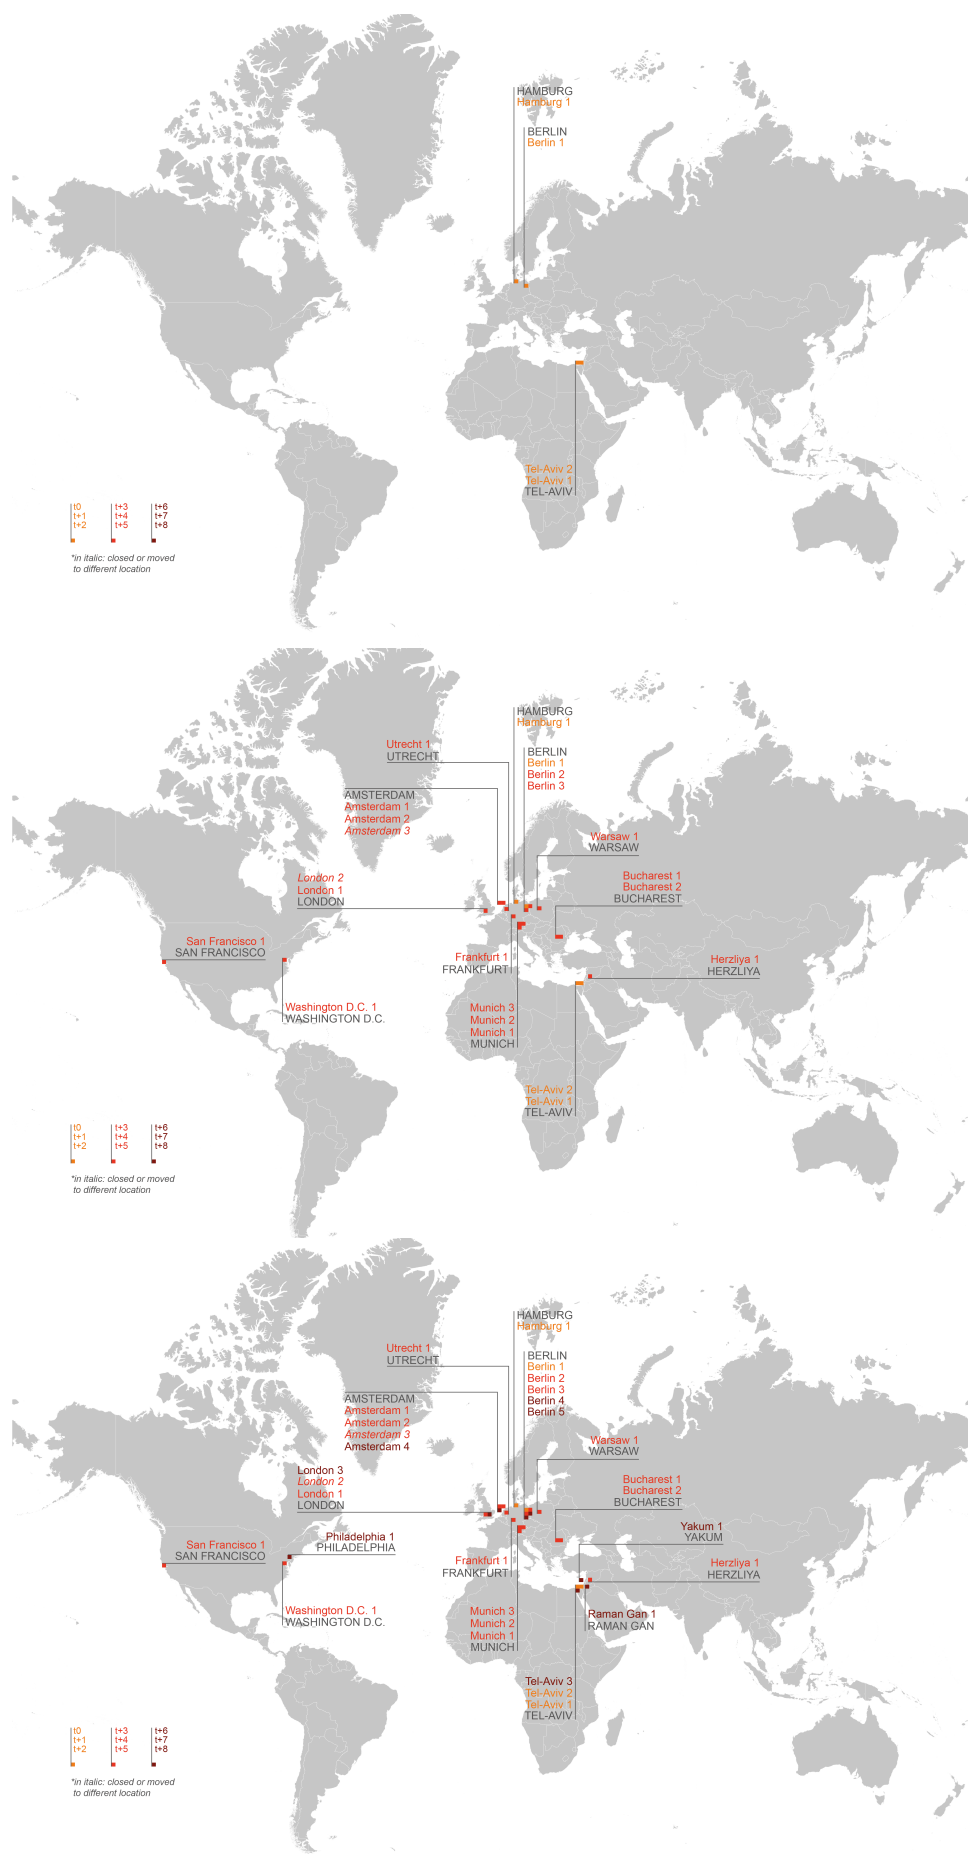 HAMBURG
Hamburg 1
BERLIN
Berlin 1
Tel-Aviv 2
Tel-Aviv 1
TEL-AVIV
t0
t+1
t+2
t+3
t+4
t+5
t+6
t+7
t+8
*in italic: closed or moved
to different location
HAMBURG
Hamburg 1
Utrecht 1
UTRECHT
BERLIN
Berlin 1
Berlin 2
Berlin 3
AMSTERDAM
Amsterdam 1
Amsterdam 2
Amsterdam 3
Warsaw 1
WARSAW
London 2
London 1
LONDON
Bucharest 1
Bucharest 2
BUCHAREST
San Francisco 1
SAN FRANCISCO
Frankfurt 1
FRANKFURT
Herzliya 1
HERZLIYA
Washington D.C. 1
WASHINGTON D.C.
Munich 3
Munich 2
Munich 1
MUNICH
Tel-Aviv 2
Tel-Aviv 1
TEL-AVIV
t0
t+1
t+2
t+3
t+4
t+5
t+6
t+7
t+8
*in italic: closed or moved
to different location
HAMBURG
Hamburg 1
Utrecht 1
UTRECHT
BERLIN
Berlin 1
Berlin 2
Berlin 3
Berlin 4
Berlin 5
AMSTERDAM
Amsterdam 1
Amsterdam 2
Amsterdam 3
Amsterdam 4
Warsaw 1
WARSAW
London 3
London 2
London 1
LONDON
Bucharest 1
Bucharest 2
BUCHAREST
Philadelphia 1
PHILADELPHIA
Yakum 1
YAKUM
San Francisco 1
SAN FRANCISCO
Frankfurt 1
FRANKFURT
Herzliya 1
HERZLIYA
Washington D.C. 1
WASHINGTON D.C.
Munich 3
Munich 2
Munich 1
MUNICH
Raman Gan 1
RAMAN GAN
Tel-Aviv 3
Tel-Aviv 2
Tel-Aviv 1
TEL-AVIV
t0
t+1
t+2
t+3
t+4
t+5
t+6
t+7
t+8
*in italic: closed or moved
to different location